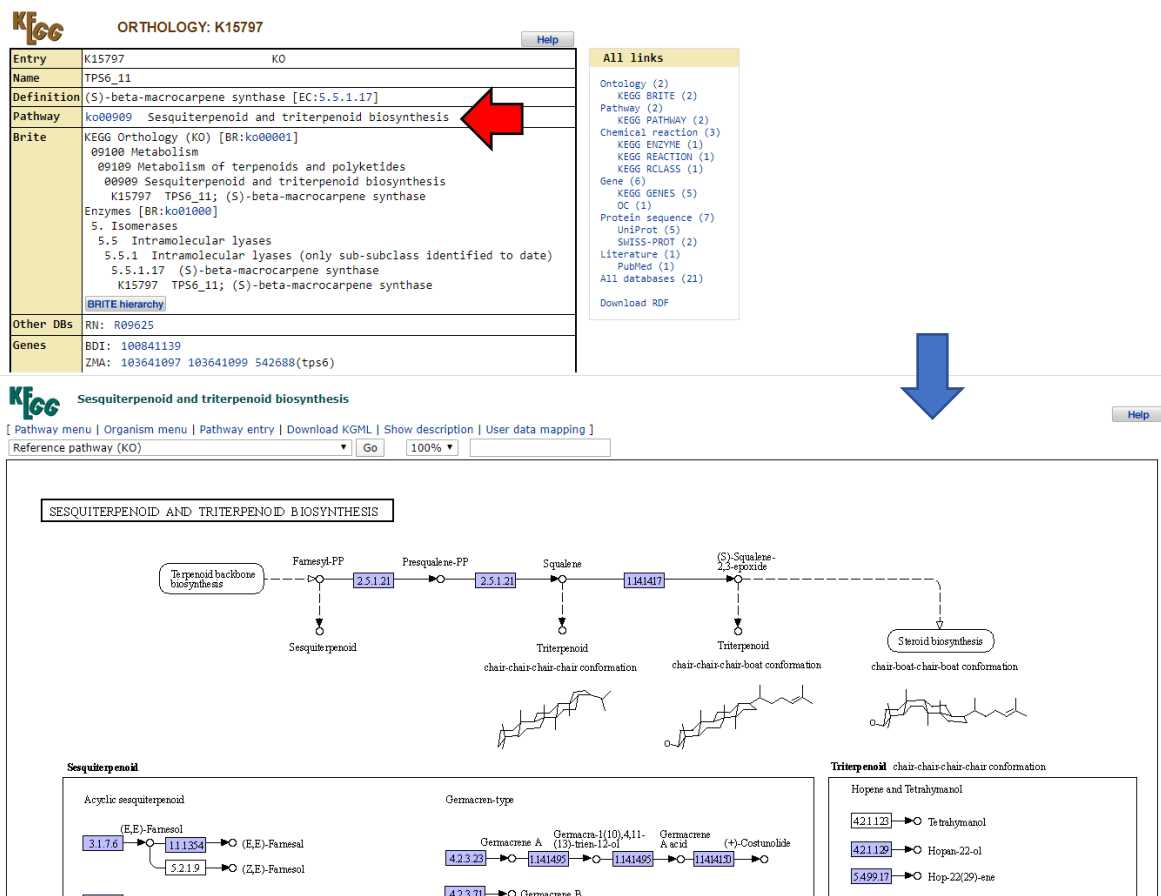 KEGG
ORTHOLOGY: K15797
Help
Entry K15797 KO
Name TPS6_11
Definition (S)-beta-macrocarpene synthase [EC:5.5.1.17]
Pathway ko00909 Sesquiterpenoid and triterpenoid biosynthesis
Brite KEGG Orthology (KO) [BR:ko00001]
09100 Metabolism
09109 Metabolism of terpenoids and polyketides
00909 Sesquiterpenoid and triterpenoid biosynthesis
K15797 TPS6_11; (S)-beta-macrocarpene synthase
Enzymes [BR:ko01000]
5. Isomerases
5.5 Intramolecular lyases
5.5.1 Intramolecular lyases (only sub-subclass identified to date)
5.5.1.17 (S)-beta-macrocarpene synthase
K15797 TPS6_11; (S)-beta-macrocarpene synthase
BRITE hierarchy
Other DBs RN: R09625
Genes BDI: 100841139
ZMA: 103641097 103641099 542688(tps6)
All links
Ontology (2)
KEGG BRITE (2)
Pathway (2)
KEGG PATHWAY (2)
Chemical reaction (3)
KEGG ENZYME (1)
KEGG REACTION (1)
KEGG RCLASS (1)
Gene (6)
KEGG GENES (5)
OC (1)
Protein sequence (7)
UniProt (5)
SWISS-PROT (2)
Literature (1)
PubMed (1)
All databases (21)
Download RDF
KEGG
Sesquiterpenoid and triterpenoid biosynthesis
Help
[ Pathway menu | Organism menu | Pathway entry | Download KGML | Show description | User data mapping ]
Reference pathway (KO) Go 100%
SESQUITERPENOID AND TRITERPENOID BIOSYNTHESIS
Terpenoid backbone
biosynthesis
Farnesyl-PP
2.5.1.21
Presqualene-PP
2.5.1.21
Squalene
1.14.14.17
(S)-Squalene-
2,3-epoxide
Sesquiterpenoid
Triterpenoid
chair-chair-chair-chair conformation
Triterpenoid
chair-chair-chair-boat conformation
Steroid biosynthesis
chair-boat-chair-boat conformation
O
O
Sesquiterpenoid
Acyclic sesquiterpenoid
(E,E)-Farnesol
3.1.7.6
1.1.1.354
(E,E)-Farnesal
5.2.1.9
(Z,E)-Farnesol
Germacren-type
4.2.3.23
Germacrene A
1.14.14.95
Germacra-1(10),4,11-
(13)-trien-12-ol
1.14.14.95
Germacrene
A acid
1.14.14.150
(+)-Costunolide
4.2.3.71
Germacrene B
Triterpenoid chair-chair-chair-chair conformation
Hopene and Tetrahymanol
4.2.1.123
Tetrahymanol
4.2.1.129
Hopan-22-ol
5.4.99.17
Hop-22(29)-ene